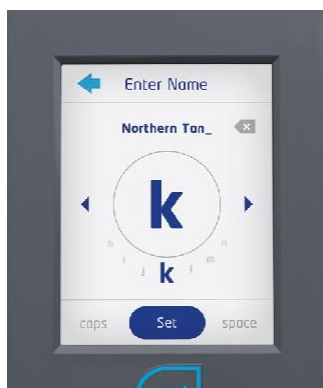 Enter Name
Northern Tan_
k
h i j k l m n
caps Set space